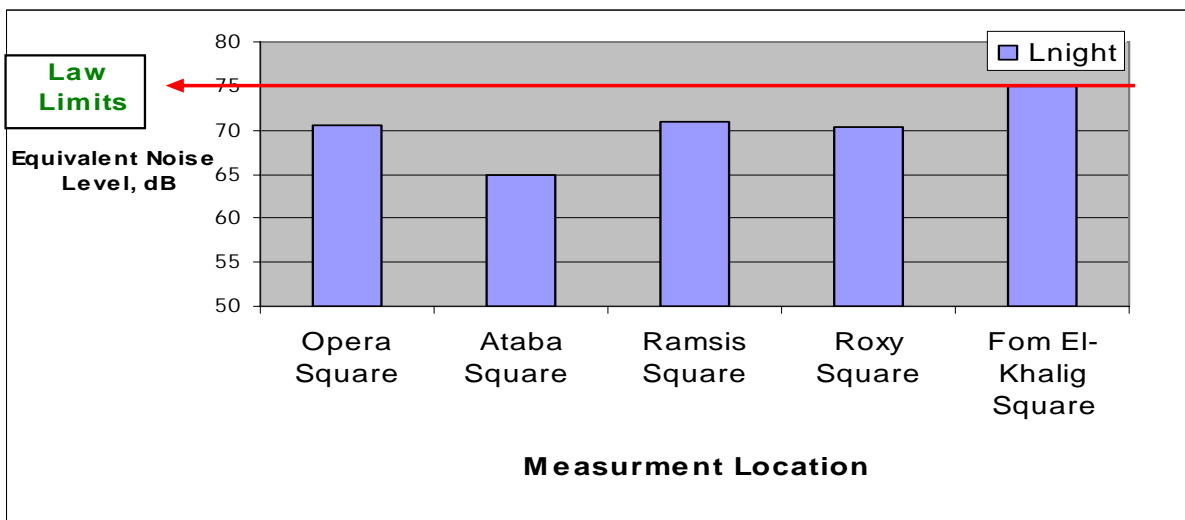 80
75
70
65
60
55
50
Law
Limits
Equivalent Noise
Level, dB
Lnight
Opera
Square
Ataba
Square
Ramsis
Square
Roxy
Square
Fom El-
Khalig
Square
Measurment Location